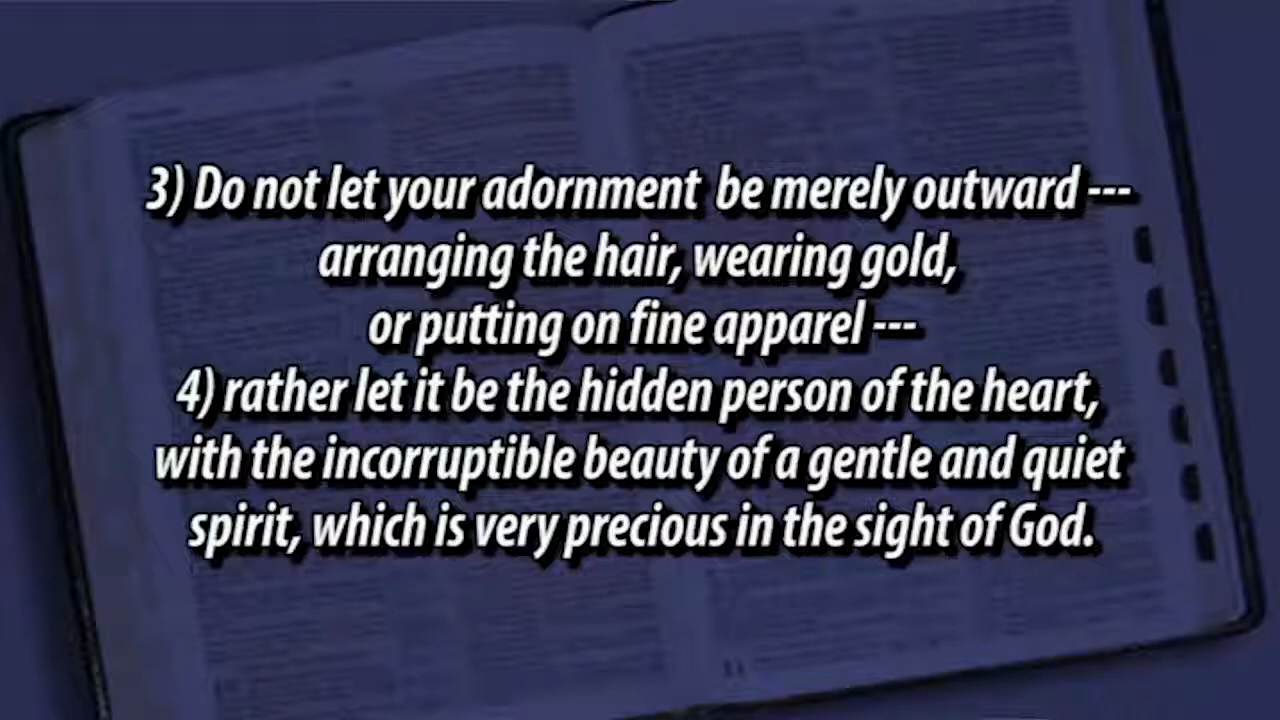 3) Do not let your adornment be merely outward ---
arranging the hair, wearing gold,
or putting on fine apparel ---
4) rather let it be the hidden person of the heart,
with the incorruptible beauty of a gentle and quiet
spirit, which is very precious in the sight of God.